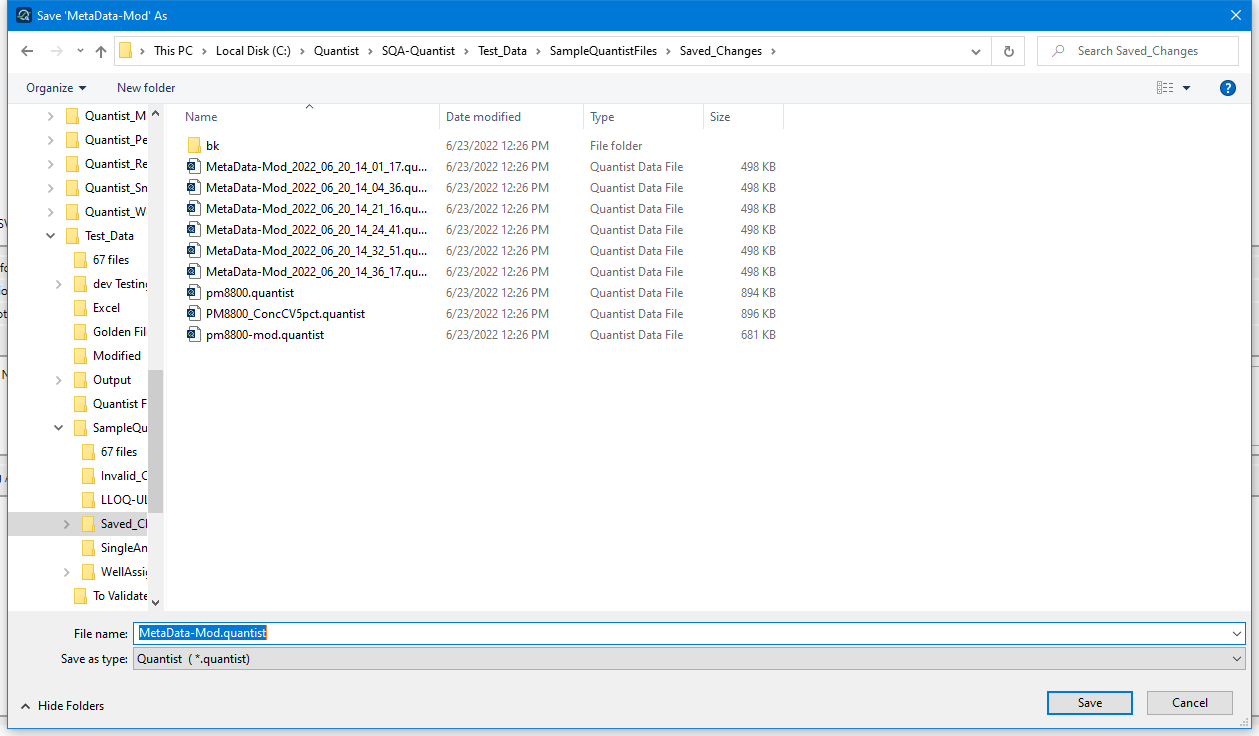 Save 'MetaData-Mod' As
This PC > Local Disk (C:) > Quantist > SQA-Quantist > Test_Data > SampleQuantistFiles > Saved_Changes >
Search Saved_Changes
Organize
New folder
Quantist_M
Quantist_Pe
Quantist_Re
Quantist_Sn
Quantist_W
Test_Data
67 files
dev Testing
Excel
Golden Fil
Modified
Output
Quantist F
SampleQu
67 files
Invalid_C
LLOQ-UL
Saved_Cl
SingleAn
WellAssig
To Validate
Name Date modified Type Size
bk 6/23/2022 12:26 PM File folder
MetaData-Mod_2022_06_20_14_01_17.qu... 6/23/2022 12:26 PM Quantist Data File 498 KB
MetaData-Mod_2022_06_20_14_04_36.qu... 6/23/2022 12:26 PM Quantist Data File 498 KB
MetaData-Mod_2022_06_20_14_21_16.qu... 6/23/2022 12:26 PM Quantist Data File 498 KB
MetaData-Mod_2022_06_20_14_24_41.qu... 6/23/2022 12:26 PM Quantist Data File 498 KB
MetaData-Mod_2022_06_20_14_32_51.qu... 6/23/2022 12:26 PM Quantist Data File 498 KB
MetaData-Mod_2022_06_20_14_36_17.qu... 6/23/2022 12:26 PM Quantist Data File 498 KB
pm8800.quantist 6/23/2022 12:26 PM Quantist Data File 894 KB
PM8800_ConcCV5pct.quantist 6/23/2022 12:26 PM Quantist Data File 896 KB
pm8800-mod.quantist 6/23/2022 12:26 PM Quantist Data File 681 KB
File name: MetaData-Mod.quantist
Save as type: Quantist ( *.quantist)
Hide Folders
Save
Cancel